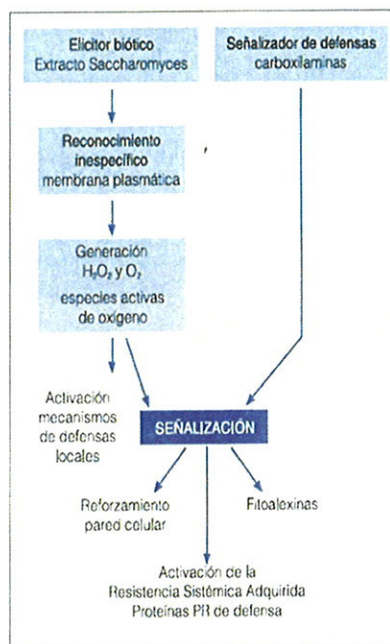 Elicitor biótico
Extracto Saccharomyces
Señalizador de defensas
carboxilaminas
Reconocimiento
inespecífico
membrana plasmática
Generación
H₂O₂ y O₂
especies activas
de oxígeno
Activación
mecanismos
de defensas
locales
SEÑALIZACIÓN
Reforzamiento
pared celular
Fitoalexinas
Activación de la
Resistencia Sistémica Adquirida
Proteínas PR de defensa